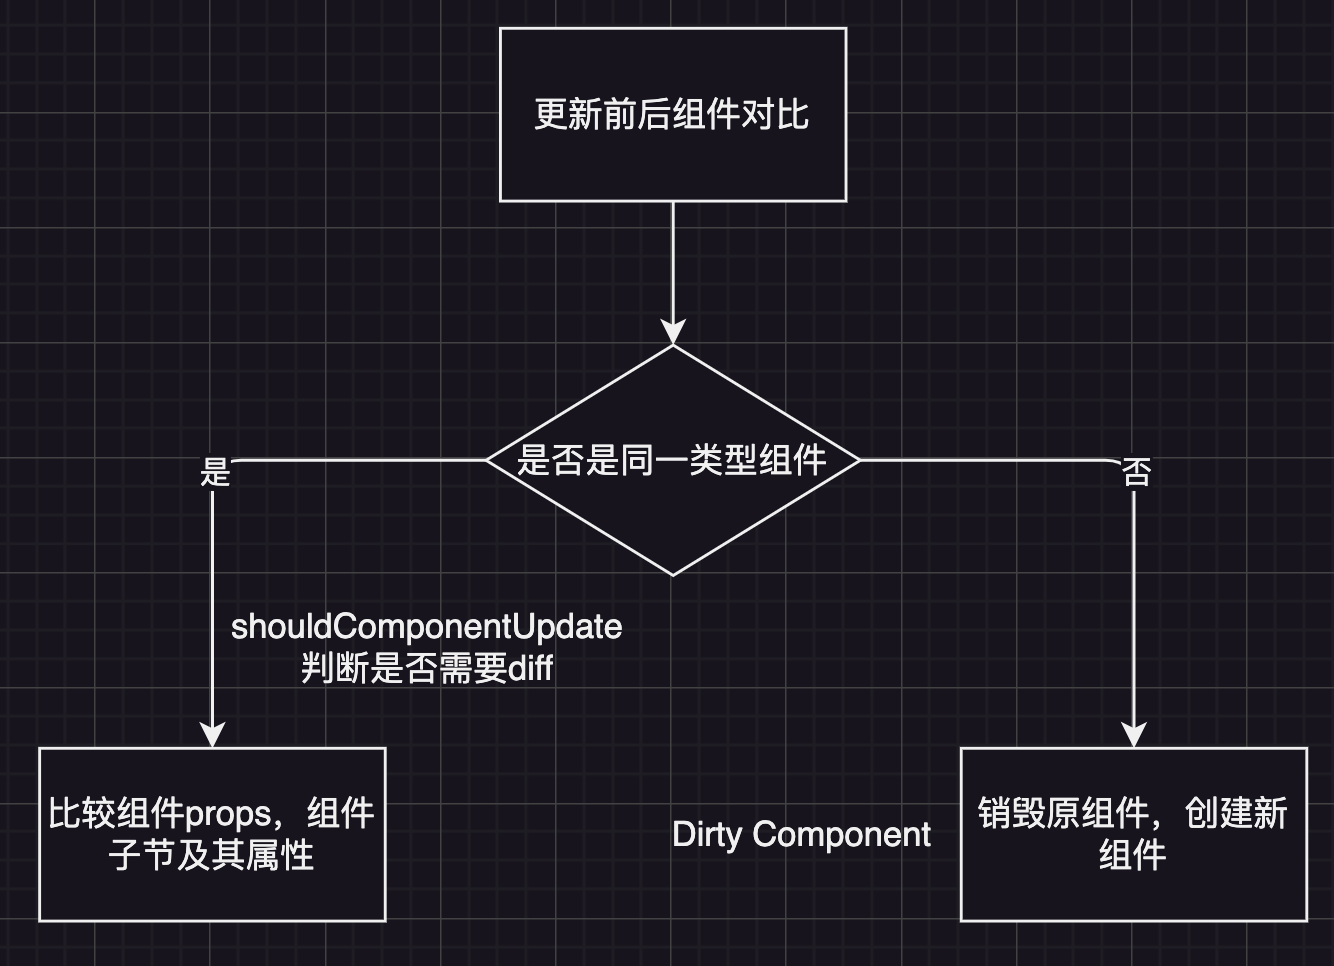 更新前后组件对比
是否是同一类型组件
是
否
shouldComponentUpdate
判断是否需要diff
比较组件props，组件
子节及其属性
Dirty Component
销毁原组件，创建新
组件